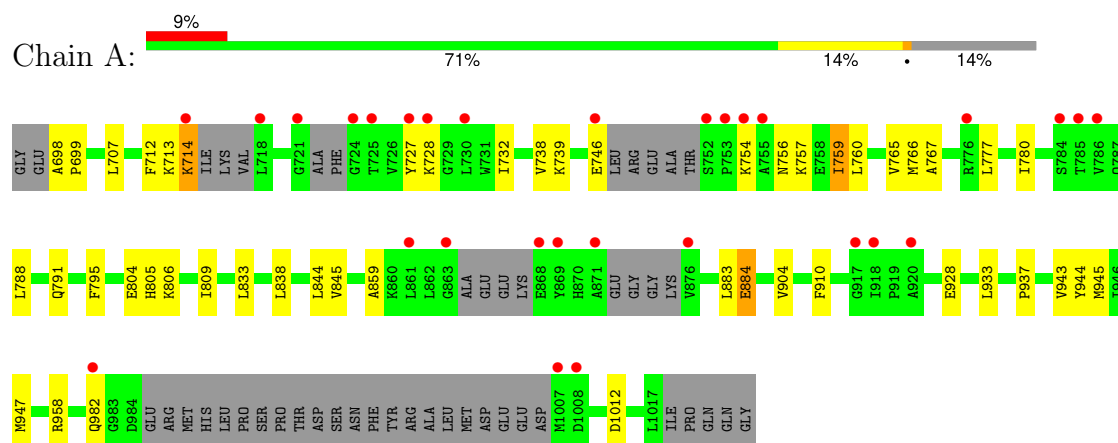 9%
Chain A:
71% 14% • 14%
GLY GLU A698 P699 L707 F712 K713 K714 ILE LYS VAL L718 G721 ALA PHE G724 T725 V726 Y727 K728 G729 L730 W731 I732 V738 K739 E746 LEU ARG GLU ALA THR S752 P753 K754 A755 N756 K757 E758 I759 L760 V765 M766 A767 R776 L777 I780 S784 T785 V786 Q787
L788 Q791 F795 E804 H805 K806 I809 L833 L838 L844 V845 A859 K860 L861 L862 G863 ALA GLU GLU LYS E868 Y869 H870 A871 GLU GLY GLY LYS V876 L883 E884 V904 F910 G917 I918 P919 A920 E928 L933 P937 V943 Y944 M945 I946
M947 R958 Q982 G983 D984 GLU ARG MET HIS LEU PRO SER PRO THR ASP SER ASN PHE TYR ARG ALA LEU MET ASP GLU GLU ASP M1007 D1008 D1012 L1017 ILE PRO GLN GLN GLY